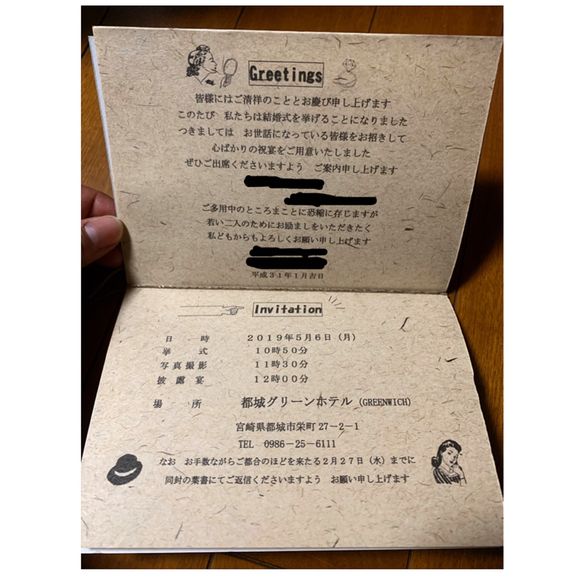 Greetings
皆様にはご清祥のこととお慶び申し上げます
このたび　私たちは結婚式を挙げることになりました
つきましては　お世話になっている皆様をお招きして
心ばかりの祝宴をご用意いたしました
ぜひご出席くださいますよう　ご案内申し上げます
ご多用中のところまことに恐縮に存じますが
若い二人のためにお励ましをいただきたく
私どもからもよろしくお願い申し上げます
平成31年1月吉日
Invitation
日　時　2019年5月6日（月）
挙　式　10時50分
写真撮影　11時30分
披露宴　12時00分
場　所　都城グリーンホテル（GREENWICH）
宮崎県都城市栄町27－2－1
TEL　0986－25－6111
なお　お手数ながらご都合のほどを来たる2月27日（水）までに
同封の葉書にてご返信くださいますよう　お願い申し上げます